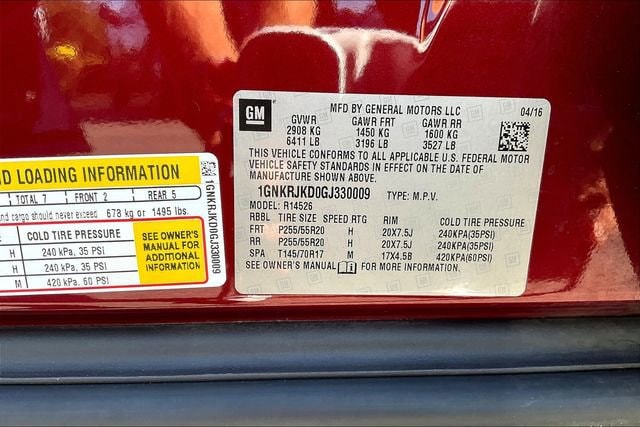 ND LOADING INFORMATION
TOTAL 7 FRONT 2 REAR 5
and cargo should never exceed 678 kg or 1495 lbs.
COLD TIRE PRESSURE
H 240 kPa, 35 PSI
H 240 kPa, 35 PSI
M 420 kPa, 60 PSI
SEE OWNER'S
MANUAL FOR
ADDITIONAL
INFORMATION
1GNKRJKD0GJ330009
GM
MFD BY GENERAL MOTORS LLC 04/16
GVWR GAWR FRT GAWR RR
2908 KG 1450 KG 1600 KG
6411 LB 3196 LB 3527 LB
THIS VEHICLE CONFORMS TO ALL APPLICABLE U.S. FEDERAL MOTOR
VEHICLE SAFETY STANDARDS IN EFFECT ON THE DATE OF
MANUFACTURE SHOWN ABOVE.
1GNKRJKD0GJ330009 TYPE: M.P.V.
MODEL: R14526
RBBL TIRE SIZE SPEED RTG RIM COLD TIRE PRESSURE
FRT P255/55R20 H 20X7.5J 240KPA(35PSI)
RR P255/55R20 H 20X7.5J 240KPA(35PSI)
SPA T145/70R17 M 17X4.5B 420KPA(60PSI)
SEE OWNER'S MANUAL FOR MORE INFORMATION.